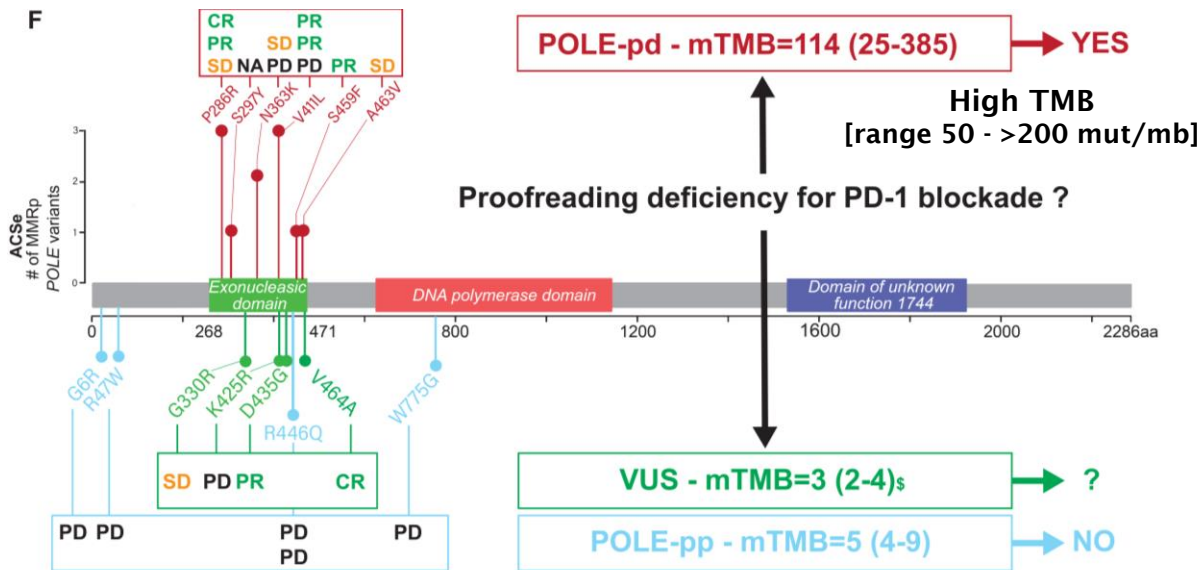 F
CR PR
PR SD PR
SD NA PD PD PR SD
P286R
S297Y
N363K
V411L
S459F
A463V
POLE-pd - mTMB=114 (25-385)
YES
High TMB
[range 50 - >200 mut/mb]
Proofreading deficiency for PD-1 blockade ?
ACSe
# of MMRp
POLE variants
3
2
1
0
Exonucleasic
domain
DNA polymerase domain
Domain of unknown
function 1744
0 268 471 800 1200 1600 2000 2286aa
G6R
R47W
G330R
K425R
D435G
V464A
R446Q
W775G
SD PD PR CR
PD PD PD PD
PD
VUS - mTMB=3 (2-4)$
?
POLE-pp - mTMB=5 (4-9)
NO